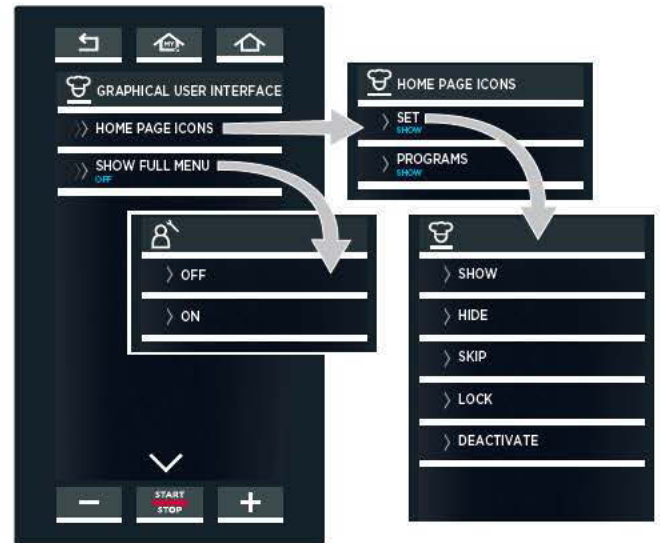 MY
GRAPHICAL USER INTERFACE
HOME PAGE ICONS
SHOW FULL MENU
OFF
HOME PAGE ICONS
SET
SHOW
PROGRAMS
SHOW
OFF
ON
SHOW
HIDE
SKIP
LOCK
DEACTIVATE
START
STOP